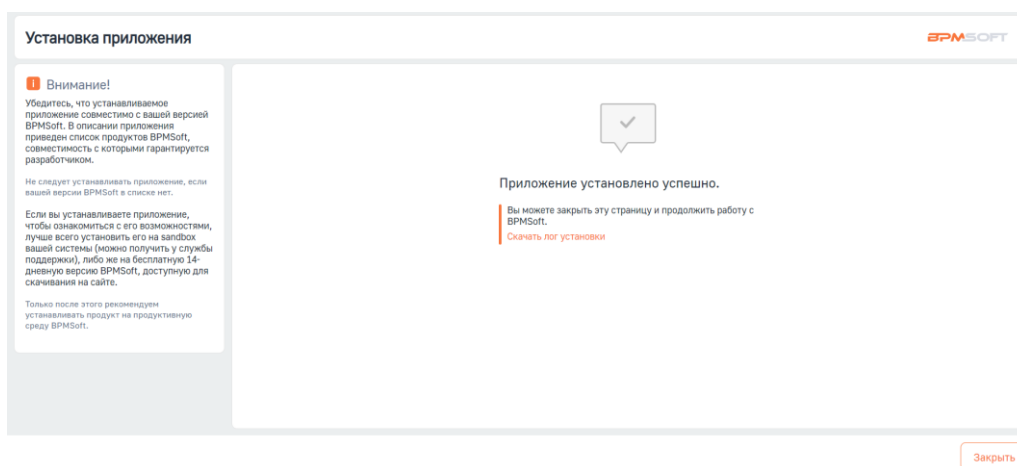 Установка приложения
BPMSOFT
Внимание!
Убедитесь, что устанавливаемое
приложение совместимо с вашей версией
BPMSoft. В описании приложения
приведен список продуктов BPMSoft,
совместимость с которыми гарантируется
разработчиком.
Не следует устанавливать приложение, если
вашей версии BPMSoft в списке нет.
Если вы устанавливаете приложение,
чтобы ознакомиться с его возможностями,
лучше всего установить его на sandbox
вашей системы (можно получить у службы
поддержки), либо же на бесплатную 14-
дневную версию BPMSoft, доступную для
скачивания на сайте.
Только после этого рекомендуем
устанавливать продукт на продуктивную
среду BPMSoft.
Приложение установлено успешно.
Вы можете закрыть эту страницу и продолжить работу с
BPMSoft.
Скачать лог установки
Закрыть